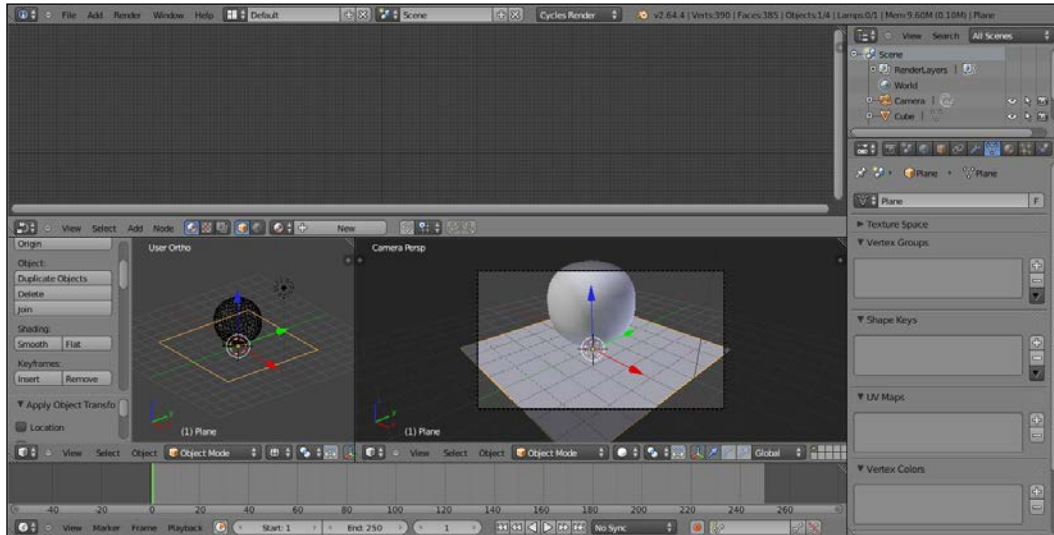 File Add Render Window Help Default Scene Cycles Render v2.64.4 | Verts:390 | Faces:385 | Objects:1/4 | Lamps:0/1 | Mem:9.60M (0.10M) | Plane
View Search All Scenes
Scene
RenderLayers |
World
Camera |
Cube |
Plane Plane
Plane F
Texture Space
Vertex Groups
Shape Keys
UV Maps
Vertex Colors
View Select Add Node New
Origin
Object:
Duplicate Objects
Delete
Join
Shading:
Smooth Flat
Keyframes:
Insert Remove
Apply Object Transfo
Location
User Ortho
(1) Plane
Camera Persp
(1) Plane
View Select Object Object Mode
View Select Object Object Mode Global
-40 -20 0 20 40 60 80 100 120 140 160 180 200 220 240 260
View Marker Frame Playback Start: 1 End: 250 1 No Sync